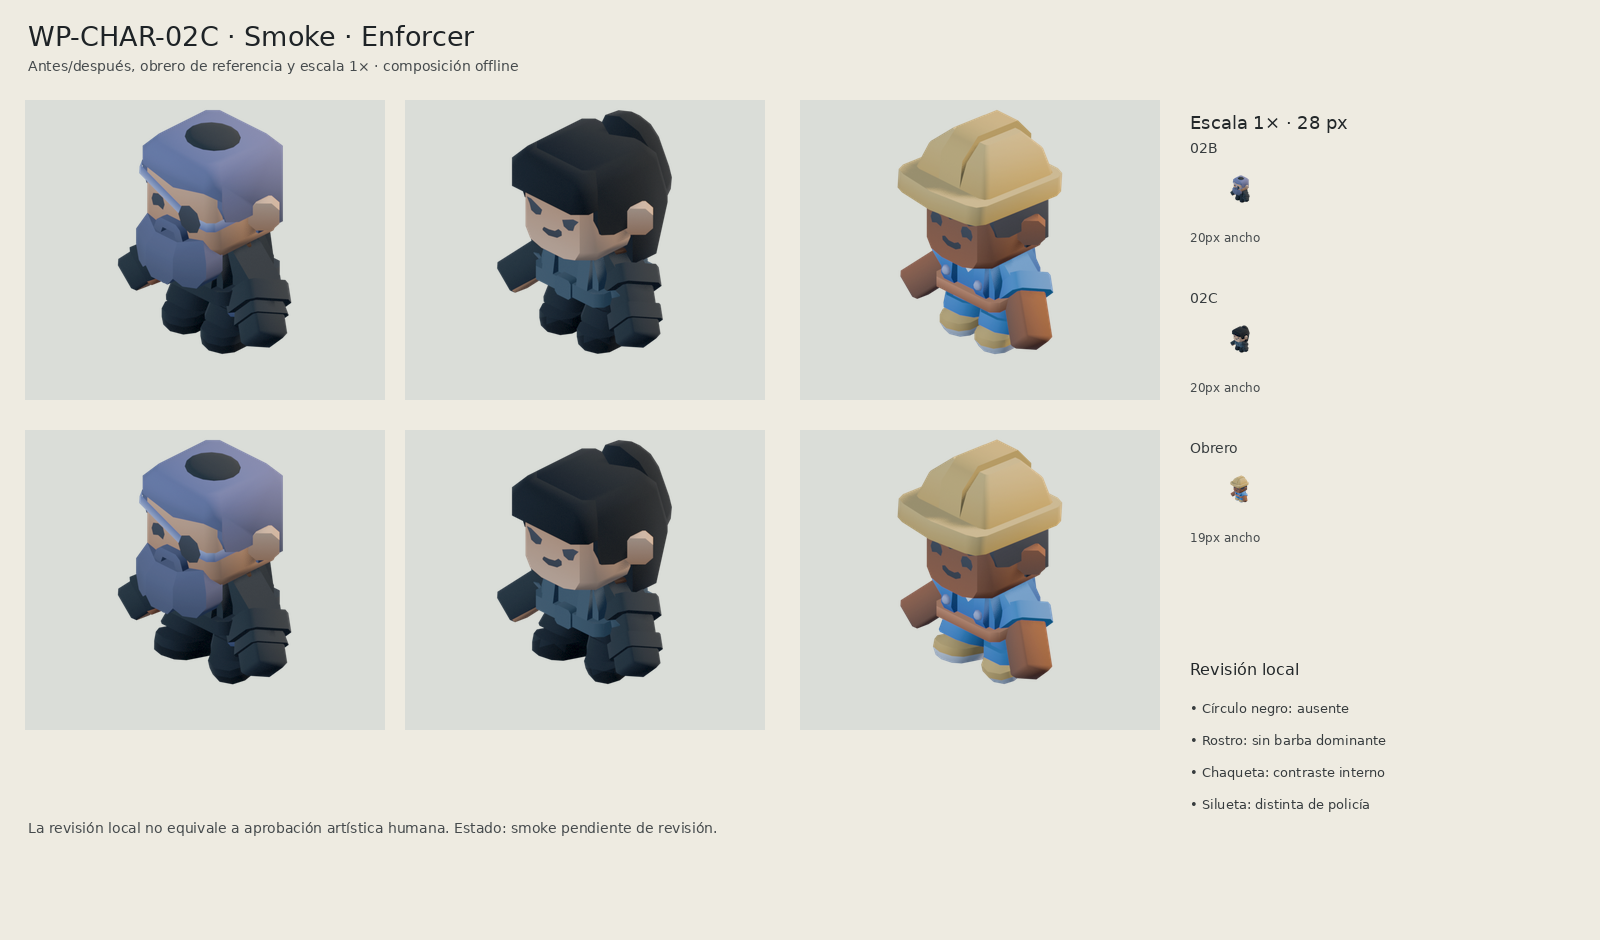 WP-CHAR-02C · Smoke · Enforcer
Antes/después, obrero de referencia y escala 1× · composición offline
Escala 1× · 28 px
02B
20px ancho
02C
20px ancho
Obrero
19px ancho
Revisión local
• Círculo negro: ausente
• Rostro: sin barba dominante
• Chaqueta: contraste interno
• Silueta: distinta de policía
La revisión local no equivale a aprobación artística humana. Estado: smoke pendiente de revisión.